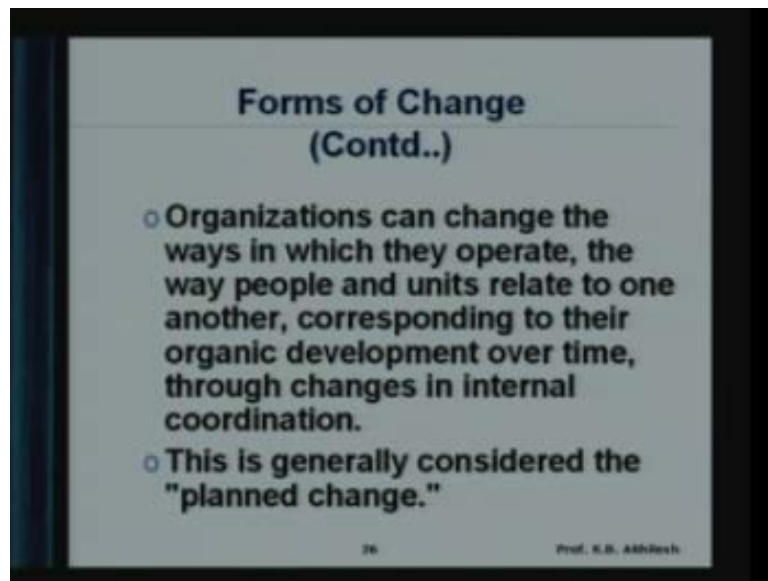 Forms of Change
(Contd..)
o Organizations can change the
ways in which they operate, the
way people and units relate to one
another, corresponding to their
organic development over time,
through changes in internal
coordination.
o This is generally considered the
"planned change."
26
Prof. K.B. Akhilesh